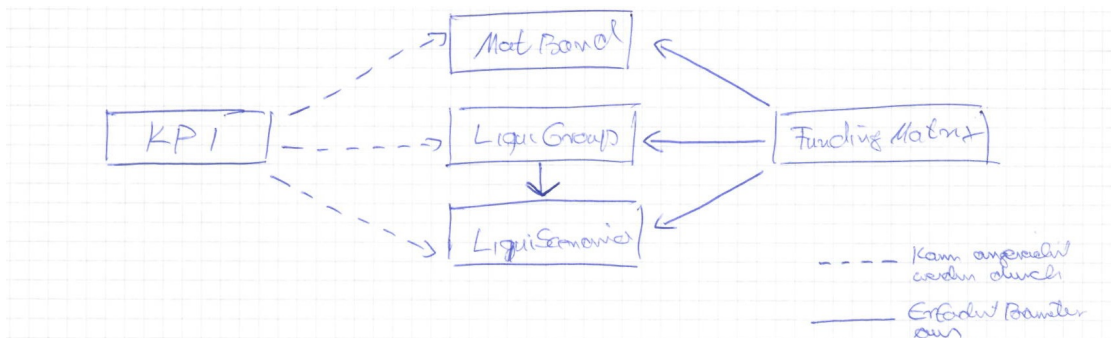 Mat Band
KPI
Liqui Groups
Funding Matrix
Liqui Scenario
Kann angereichert
werden durch
Erfordert Parameter
aus